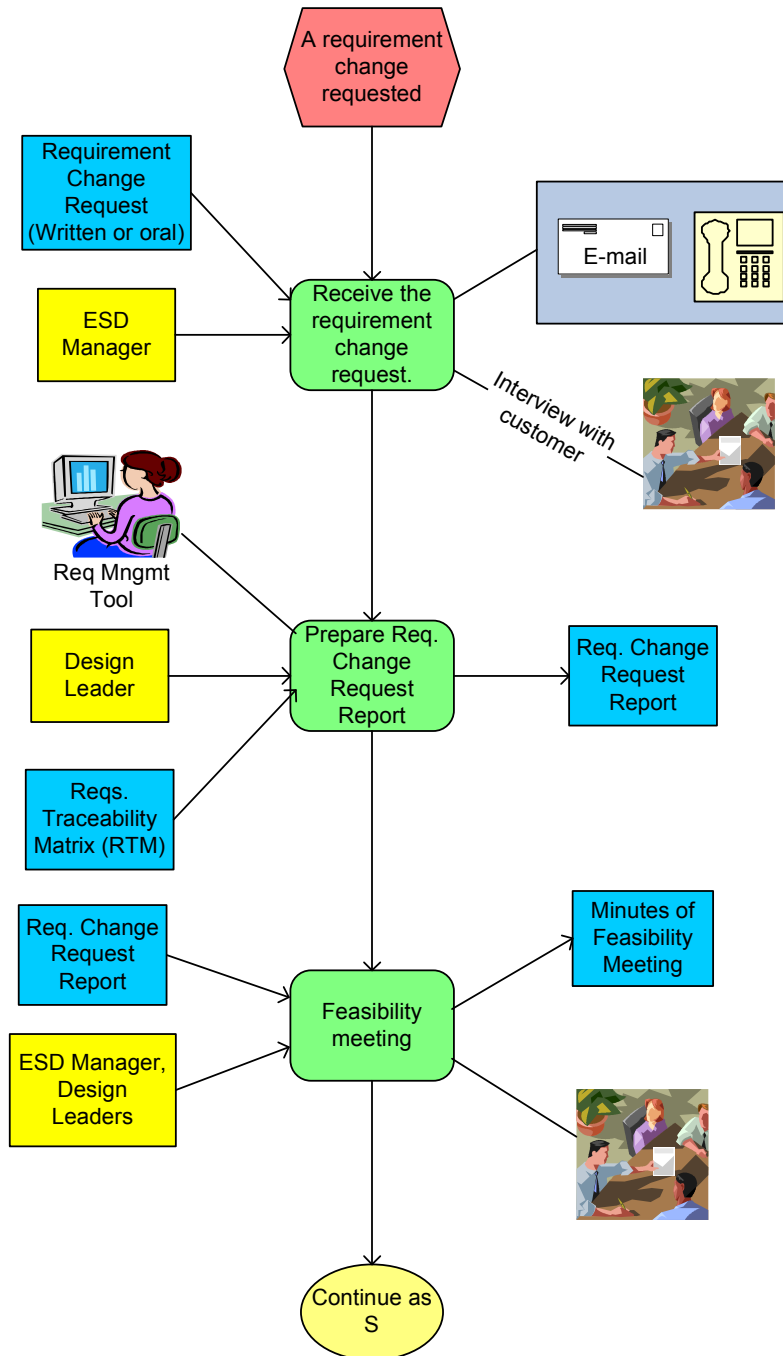 A requirement
change
requested
Requirement
Change
Request
(Written or oral)
E-mail
ESD
Manager
Receive the
requirement
change
request.
Interview with
customer
Req Mngmt
Tool
Design
Leader
Prepare Req.
Change
Request
Report
Req. Change
Request
Report
Reqs.
Traceability
Matrix (RTM)
Req. Change
Request
Report
Minutes of
Feasibility
Meeting
Feasibility
meeting
ESD Manager,
Design
Leaders
Continue as
S